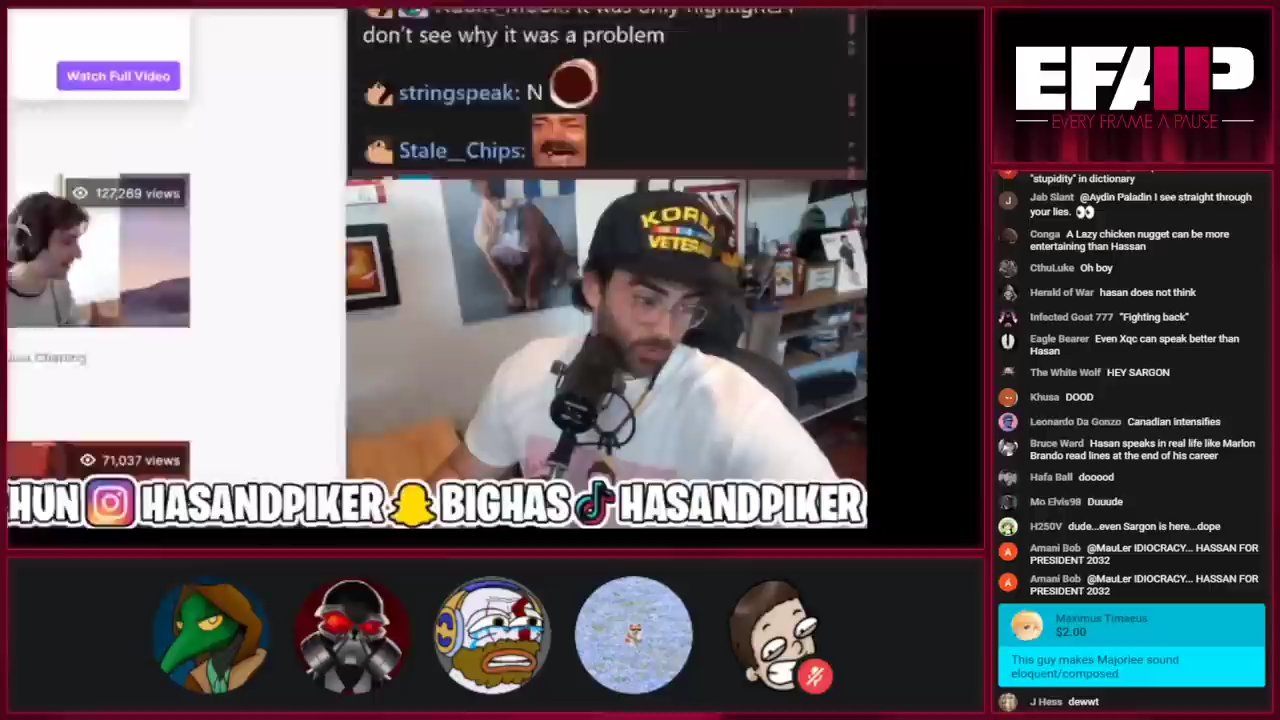 Watch Full Video
don't see why it was a problem
stringspeak: N
Stale__Chips:
127,269 views
71,037 views
KOREA
VETERAN
HUN HASANDPIKER BIGHAS HASANDPIKER
EFAP
EVERY FRAME A PAUSE
"stupidity" in dictionary
Jab Slant @Aydin Paladin I see straight through
your lies. 👀
Conga A Lazy chicken nugget can be more
entertaining than Hassan
CthuLuke Oh boy
Herald of War hasan does not think
Infected Goat 777 "Fighting back"
Eagle Bearer Even Xqc can speak better than
Hasan
The White Wolf HEY SARGON
Khusa DOOD
Leonardo Da Gonzo Canadian intensifies
Bruce Ward Hasan speaks in real life like Marlon
Brando read lines at the end of his career
Hafa Ball dooood
Mo Elvis98 Duuude
H250V dude...even Sargon is here...dope
Amani Bob @MauLer IDIOCRACY... HASSAN FOR
PRESIDENT 2032
Amani Bob @MauLer IDIOCRACY... HASSAN FOR
PRESIDENT 2032
Maximus Timaeus
$2.00
This guy makes Majorlee sound
eloquent/composed
J Hess dewwt